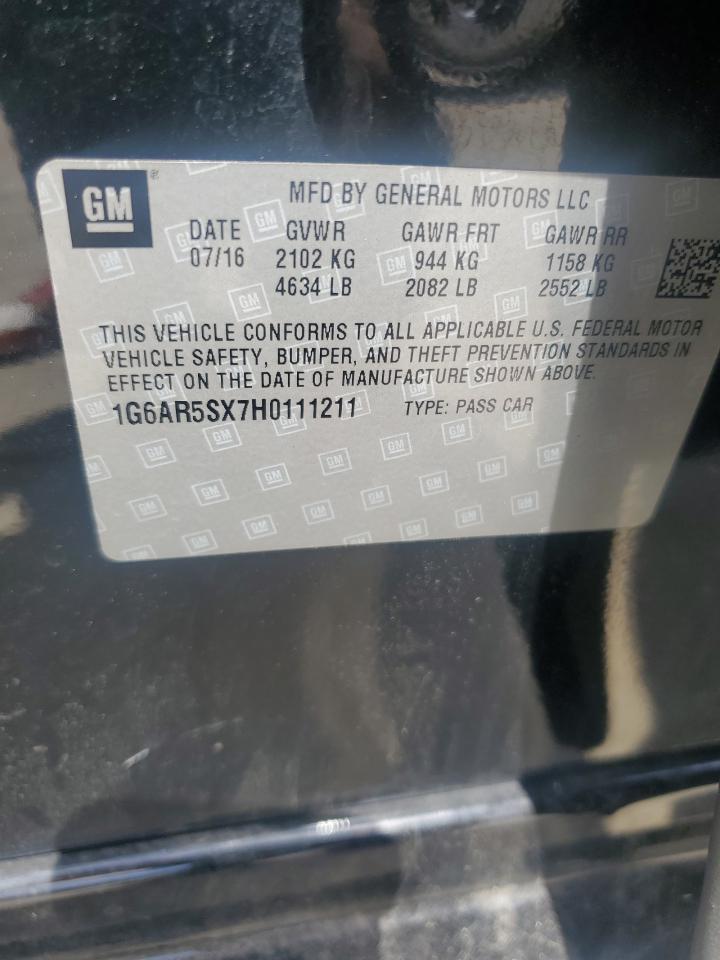 GM®
MFD BY GENERAL MOTORS LLC
DATE GVWR GAWR FRT GAWR RR
07/16 2102 KG 944 KG 1158 KG
4634 LB 2082 LB 2552 LB
THIS VEHICLE CONFORMS TO ALL APPLICABLE U.S. FEDERAL MOTOR
VEHICLE SAFETY, BUMPER, AND THEFT PREVENTION STANDARDS IN
EFFECT ON THE DATE OF MANUFACTURE SHOWN ABOVE.
1G6AR5SX7H0111211 TYPE: PASS CAR